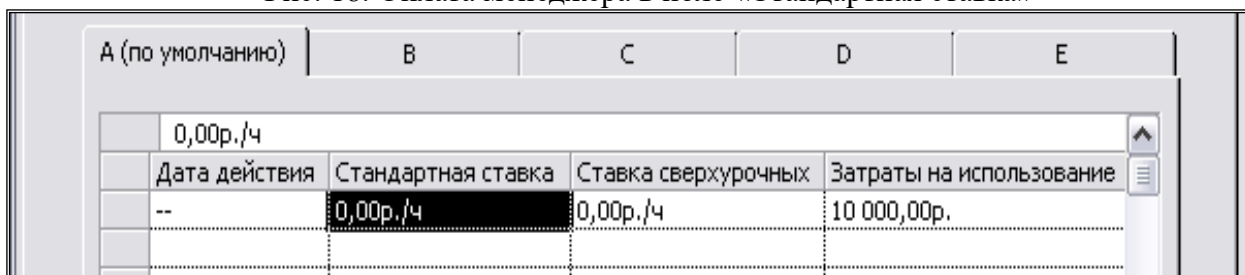 А (по умолчанию) B C D E
0,00р./ч
Дата действия Стандартная ставка Ставка сверхурочных Затраты на использование
-- 0,00р./ч 0,00р./ч 10 000,00р.